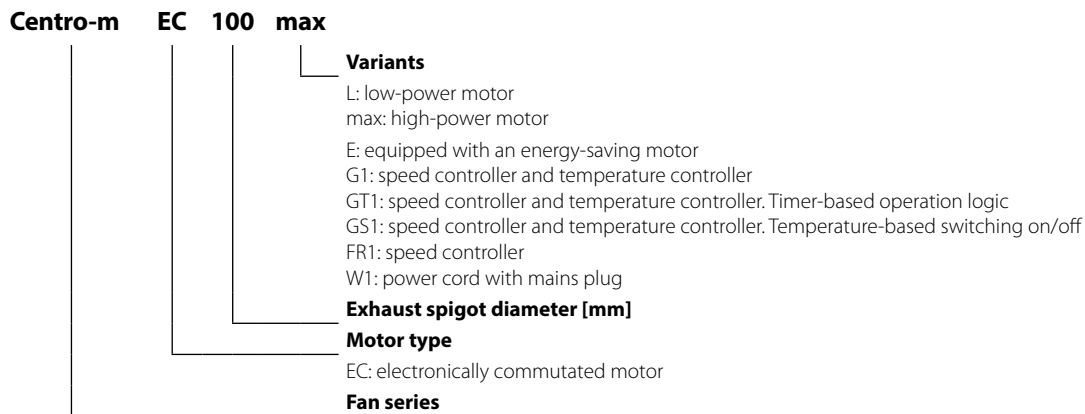 Centro-m EC 100 max
Variants
L: low-power motor
max: high-power motor
E: equipped with an energy-saving motor
G1: speed controller and temperature controller
GT1: speed controller and temperature controller. Timer-based operation logic
GS1: speed controller and temperature controller. Temperature-based switching on/off
FR1: speed controller
W1: power cord with mains plug
Exhaust spigot diameter [mm]
Motor type
EC: electronically commutated motor
Fan series